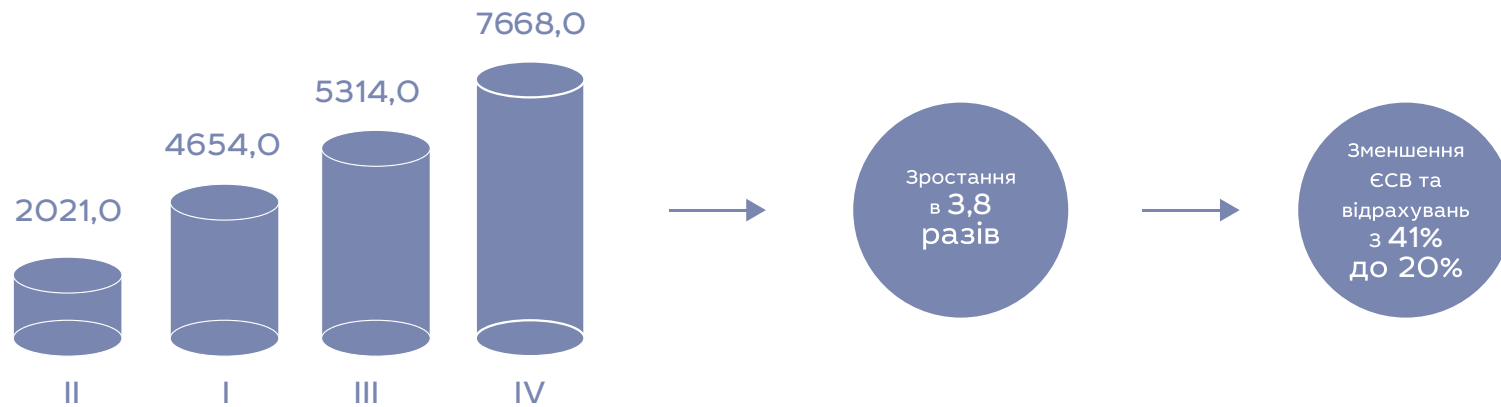 7668,0
5314,0
4654,0
2021,0
II
I
III
IV
Зростання
в 3,8
разів
Зменшення
ЄСВ та
відрахувань
з 41%
до 20%